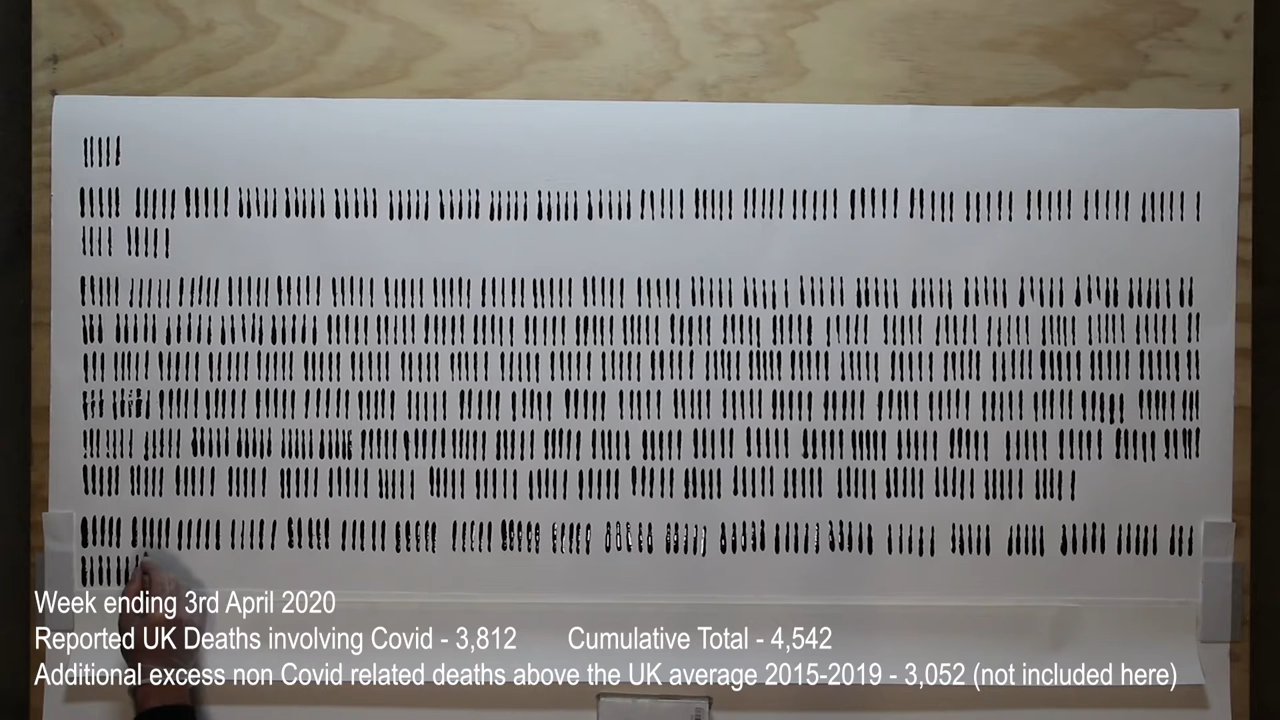 Week ending 3rd April 2020
Reported UK Deaths involving Covid - 3,812 Cumulative Total - 4,542
Additional excess non Covid related deaths above the UK average 2015-2019 - 3,052 (not included here)